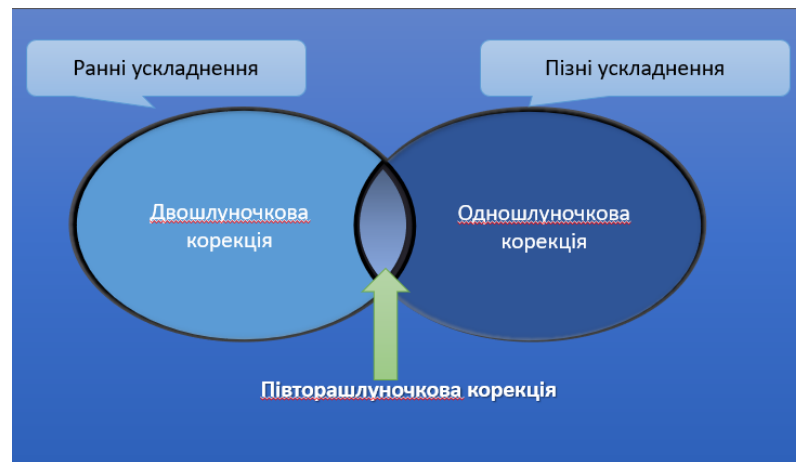 Ранні ускладнення
Пізні ускладнення
Двошлуночкова
корекція
Одношлуночкова
корекція
Півторашлуночкова корекція